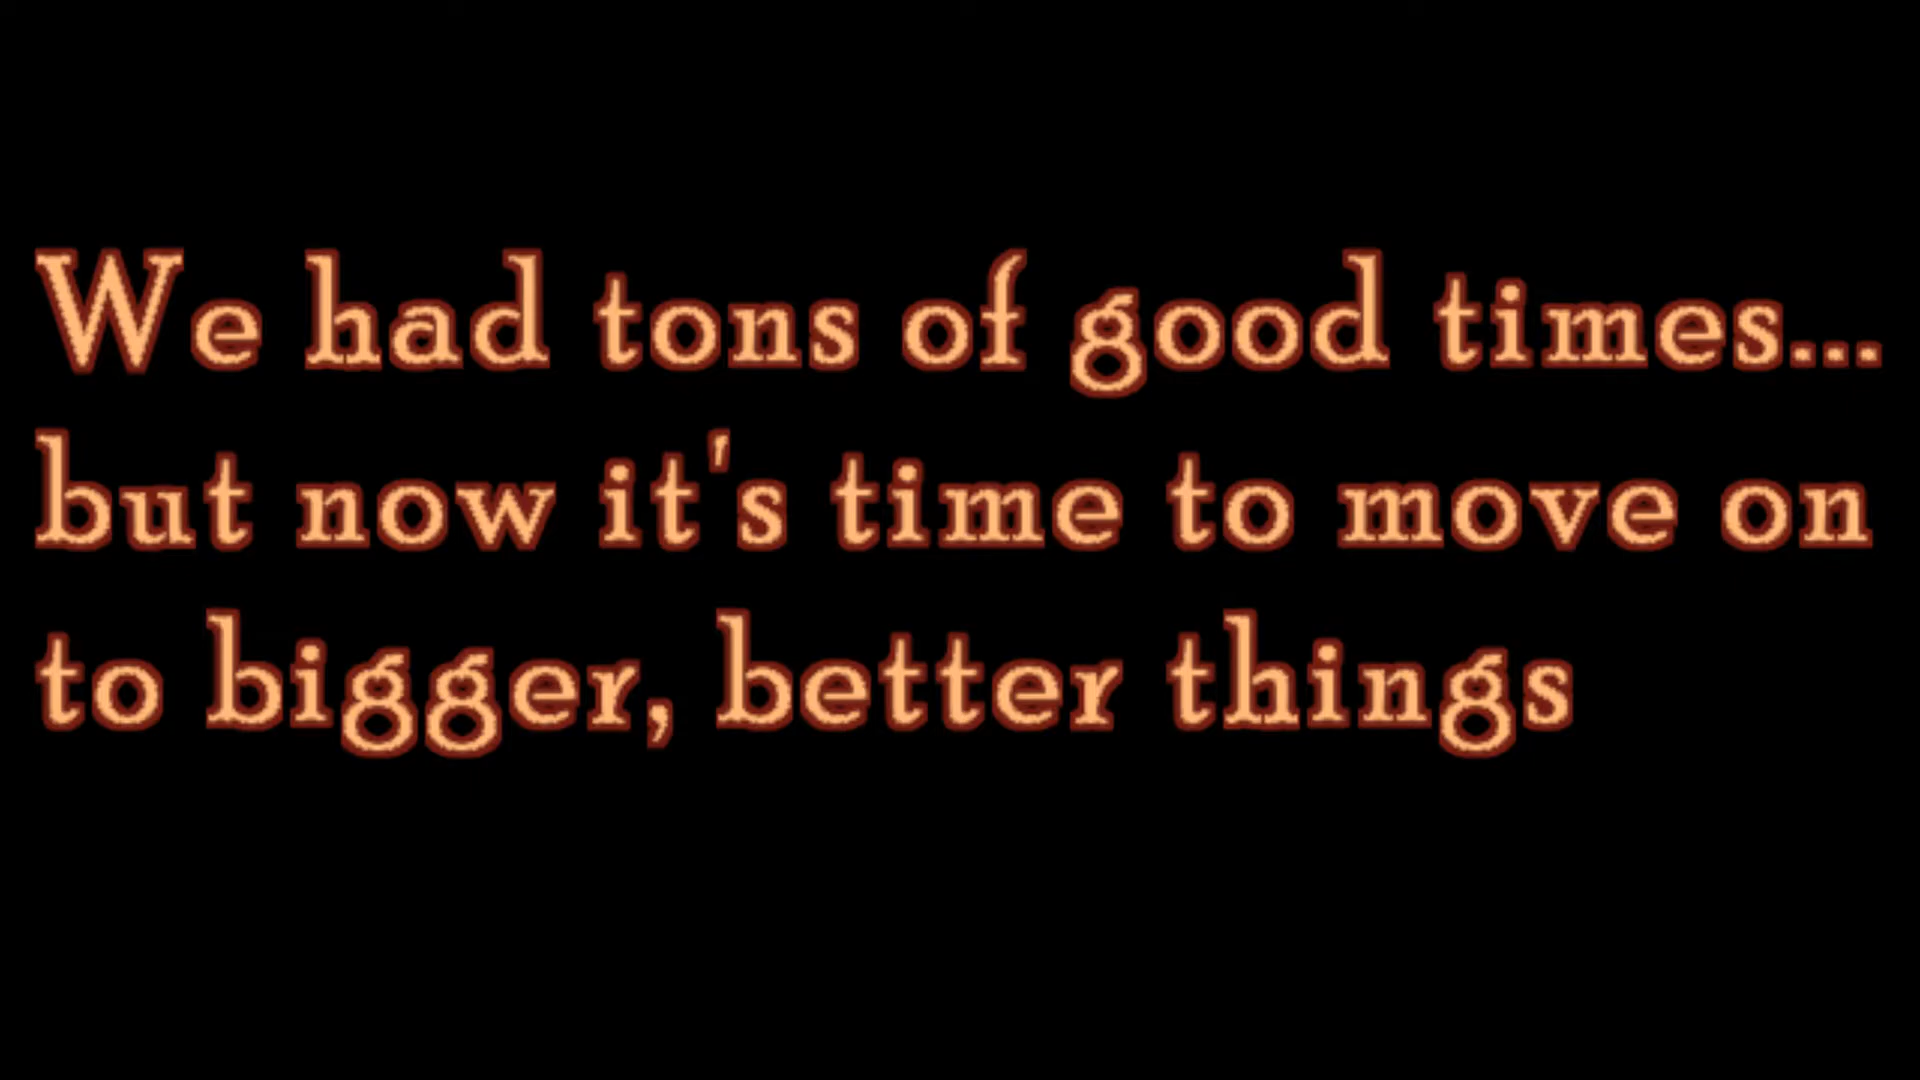 We had tons of good times...
but now it's time to move on
to bigger, better things